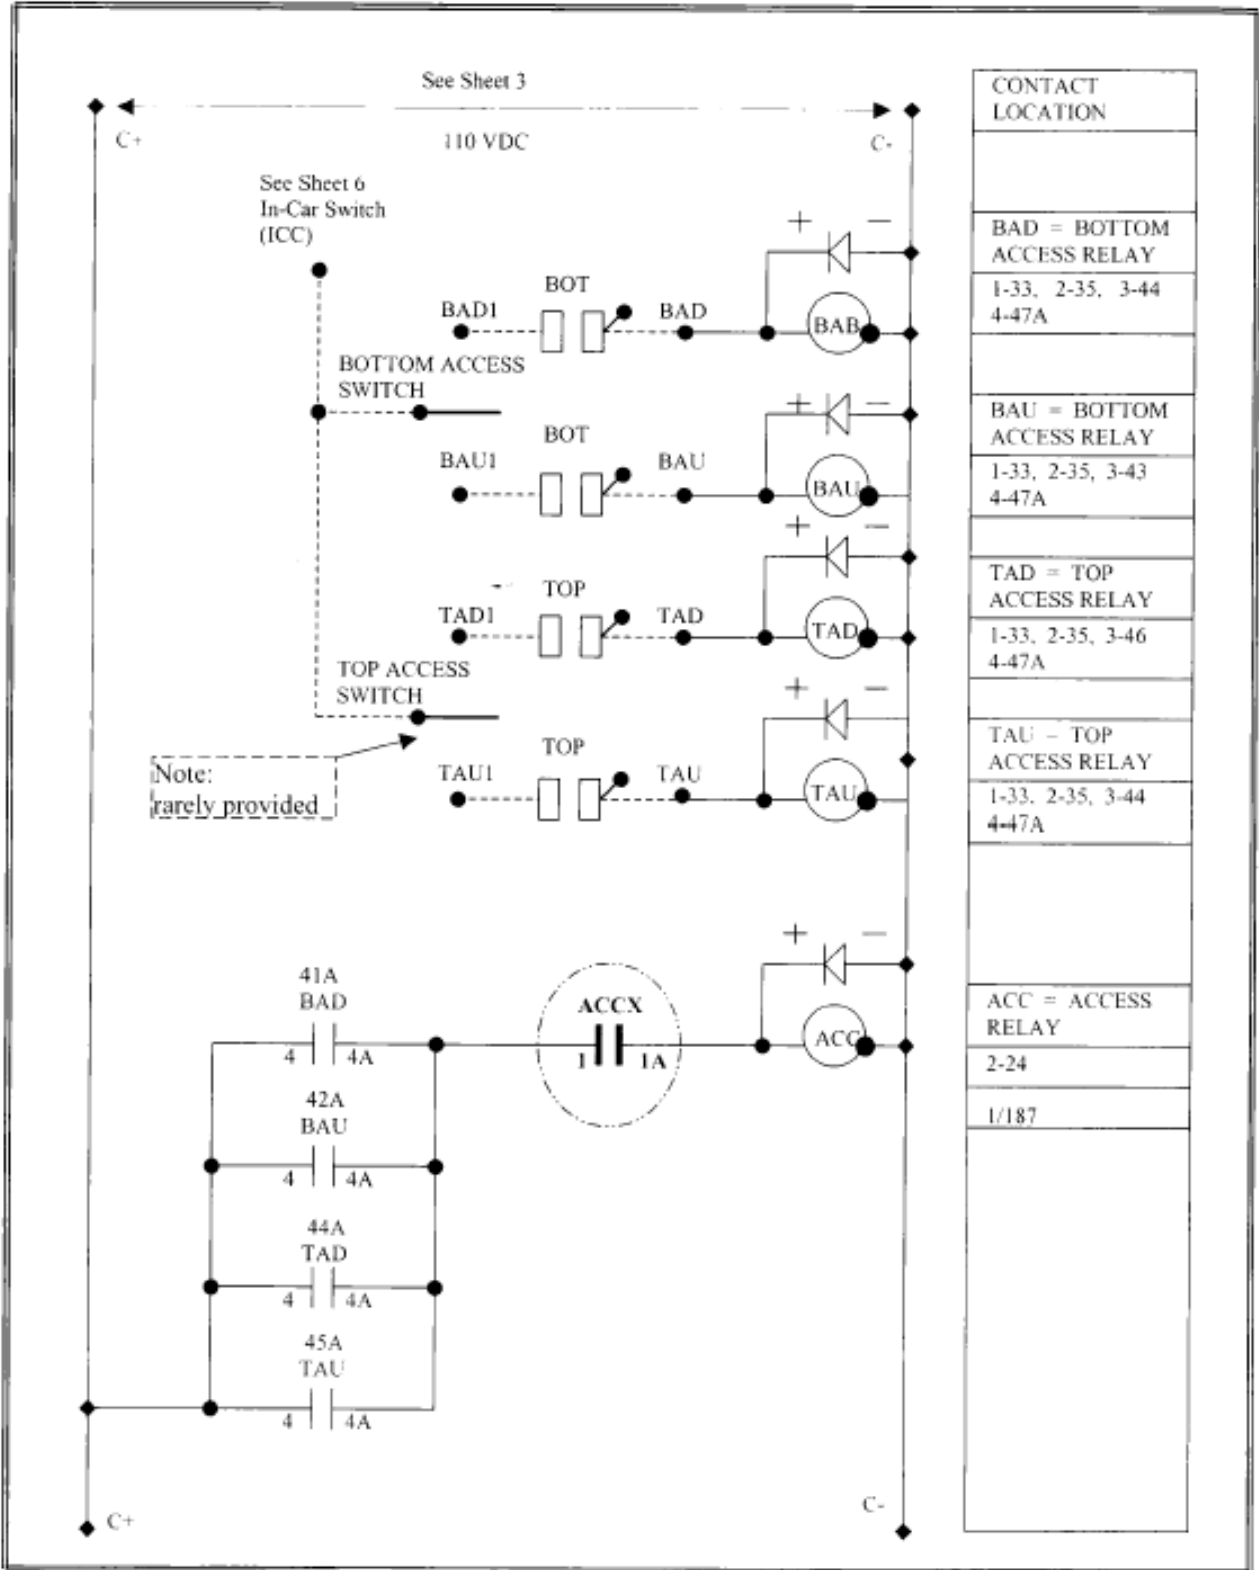 See Sheet 3
C+
110 VDC
C-
See Sheet 6
In-Car Switch
(ICC)
+ −
BOT
BAD1
BAD
BAB
BOTTOM ACCESS
SWITCH
+ −
BOT
BAU1
BAU
BAU
+ −
TOP
TAD1
TAD
TAD
TOP ACCESS
SWITCH
+ −
Note:
rarely provided
TOP
TAU1
TAU
TAU
+ −
41A
BAD
4 4A
ACCX
1 1A
ACC
42A
BAU
4 4A
44A
TAD
4 4A
45A
TAU
4 4A
C+
C-
CONTACT
LOCATION
BAD = BOTTOM
ACCESS RELAY
1-33, 2-35, 3-44
4-47A
BAU = BOTTOM
ACCESS RELAY
1-33, 2-35, 3-43
4-47A
TAD = TOP
ACCESS RELAY
1-33, 2-35, 3-46
4-47A
TAU – TOP
ACCESS RELAY
1-33, 2-35, 3-44
4-47A
ACC = ACCESS
RELAY
2-24
1/187